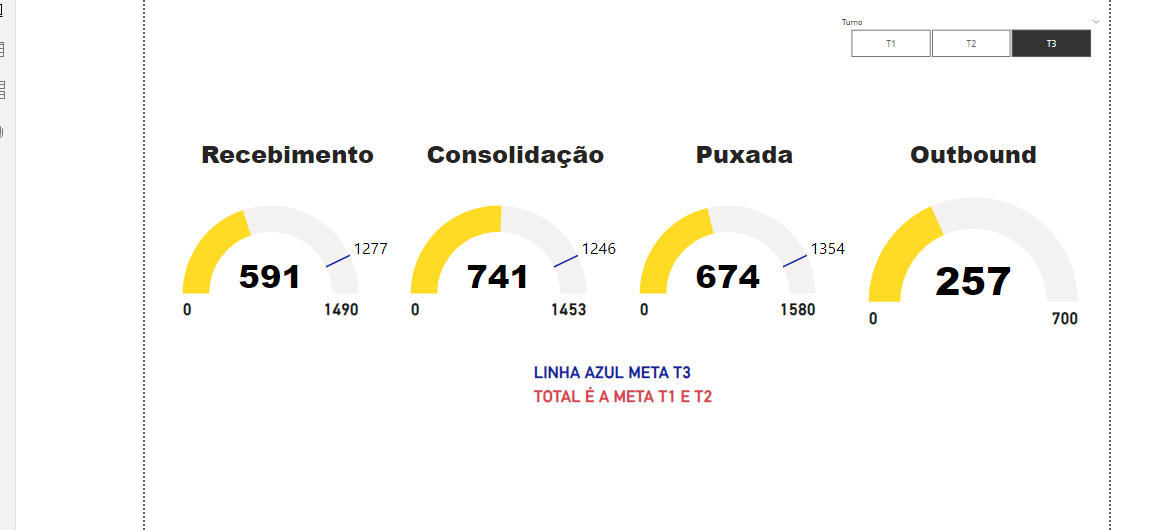 Turno
T1 T2 T3
Recebimento Consolidação Puxada Outbound
1277 1246 1354
591 741 674 257
0 1490 0 1453 0 1580 0 700
LINHA AZUL META T3
TOTAL É A META T1 E T2